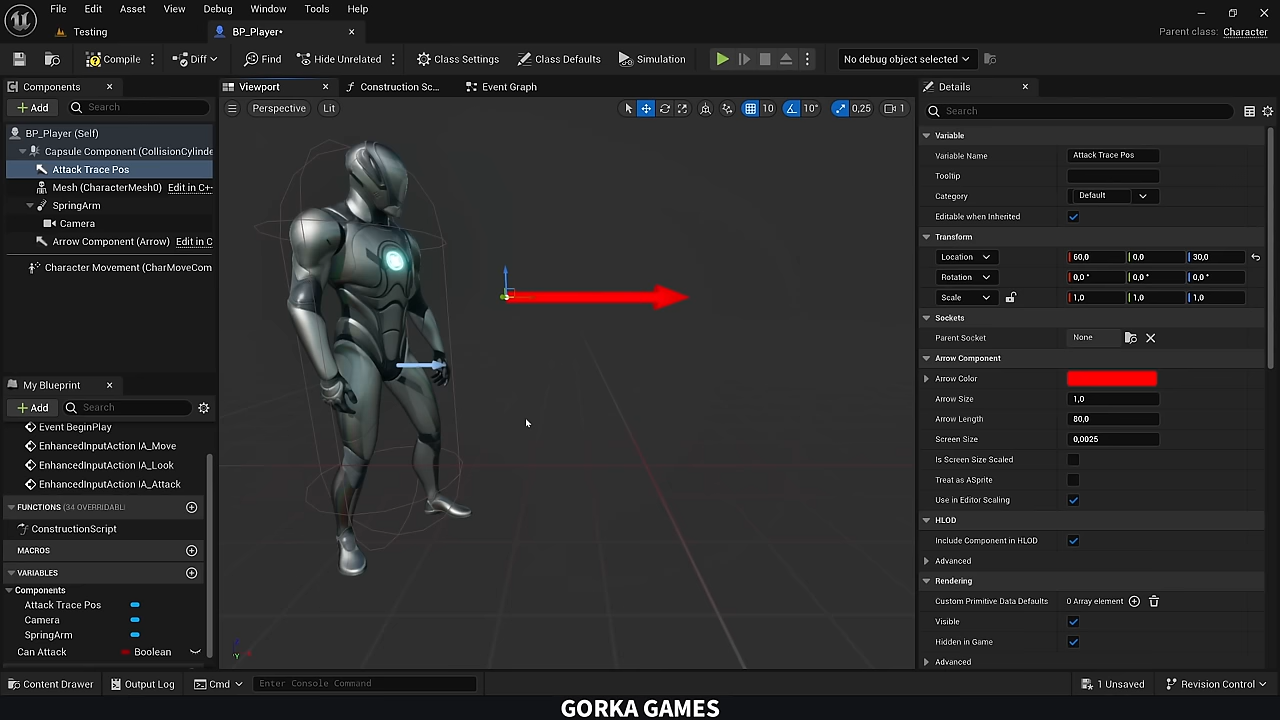 File Edit Asset View Debug Window Tools Help
Testing BP_Player• Parent class: Character
Compile Diff Find Hide Unrelated Class Settings Class Defaults Simulation No debug object selected
Components
Add Search
BP_Player (Self)
Capsule Component (CollisionCylinde
Attack Trace Pos
Mesh (CharacterMesh0) Edit in C++
SpringArm
Camera
Arrow Component (Arrow) Edit in C
Character Movement (CharMoveCom
My Blueprint
Add Search
Event BeginPlay
EnhancedInputAction IA_Move
EnhancedInputAction IA_Look
EnhancedInputAction IA_Attack
FUNCTIONS (34 OVERRIDABL
ConstructionScript
MACROS
VARIABLES
Components
Attack Trace Pos
Camera
SpringArm
Can Attack Boolean
Viewport Construction Sc... Event Graph
Perspective Lit 10 10° 0,25 1
Y
Details
Search
Variable
Variable Name Attack Trace Pos
Tooltip
Category Default
Editable when Inherited
Transform
Location 60,0 0,0 30,0
Rotation 0,0 ° 0,0 ° 0,0 °
Scale 1,0 1,0 1,0
Sockets
Parent Socket None
Arrow Component
Arrow Color
Arrow Size 1,0
Arrow Length 80,0
Screen Size 0,0025
Is Screen Size Scaled
Treat as ASprite
Use in Editor Scaling
HLOD
Include Component in HLOD
Advanced
Rendering
Custom Primitive Data Defaults 0 Array element
Visible
Hidden in Game
Advanced
Content Drawer Output Log Cmd Enter Console Command 1 Unsaved Revision Control
GORKA GAMES